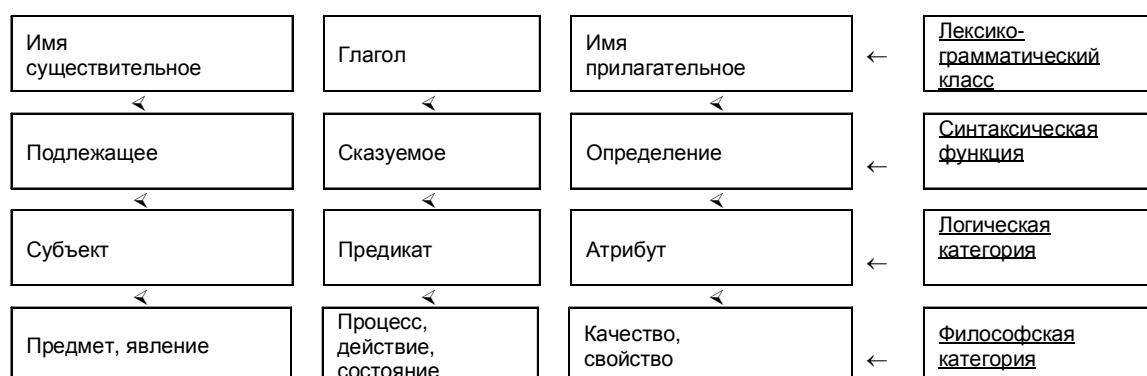 Имя
существительное
Глагол
Имя
прилагательное
←
Лексико-
грамматический
класс
Подлежащее
Сказуемое
Определение
←
Синтаксическая
функция
Субъект
Предикат
Атрибут
←
Логическая
категория
Предмет, явление
Процесс,
действие,
состояние
Качество,
свойство
←
Философская
категория